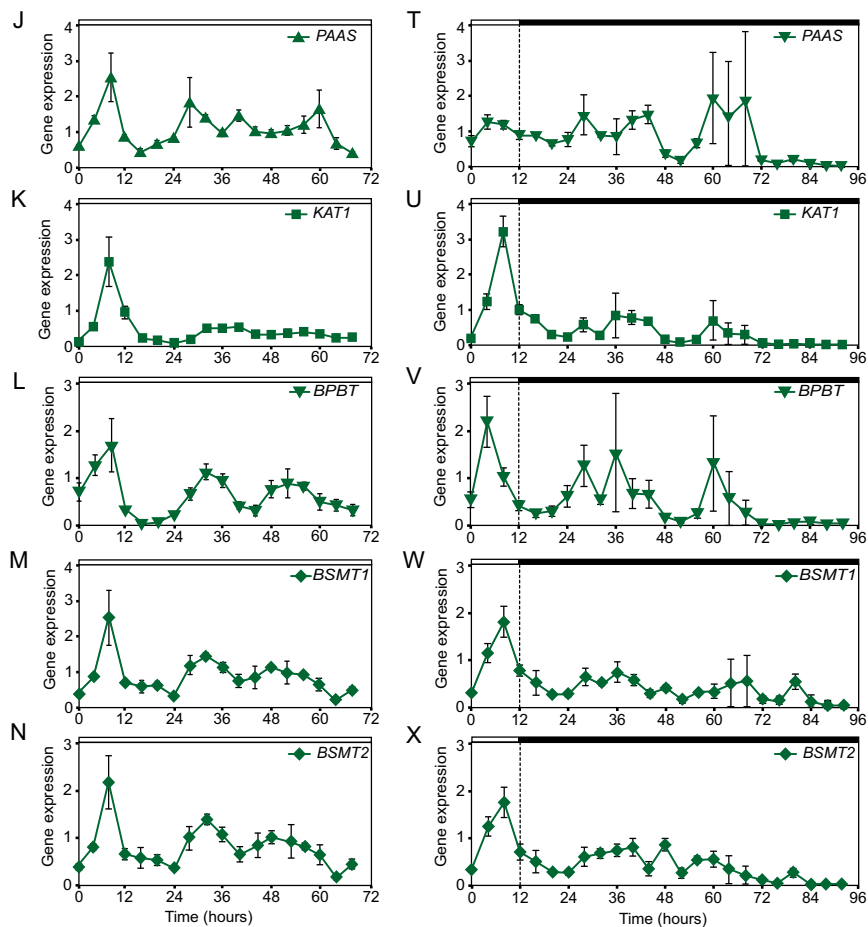 J
PAAS
Gene expression
4
3
2
1
0
0 12 24 36 48 60 72
T
PAAS
Gene expression
4
3
2
1
0
0 12 24 36 48 60 72 84 96
K
KAT1
Gene expression
4
3
2
1
0
0 12 24 36 48 60 72
U
KAT1
Gene expression
4
3
2
1
0
0 12 24 36 48 60 72 84 96
L
BPBT
Gene expression
3
2
1
0
0 12 24 36 48 60 72
V
BPBT
Gene expression
3
2
1
0
0 12 24 36 48 60 72 84 96
M
BSMT1
Gene expression
4
3
2
1
0
0 12 24 36 48 60 72
W
BSMT1
Gene expression
3
2
1
0
0 12 24 36 48 60 72 84 96
N
BSMT2
Gene expression
3
2
1
0
0 12 24 36 48 60 72
Time (hours)
X
BSMT2
Gene expression
3
2
1
0
0 12 24 36 48 60 72 84 96
Time (hours)